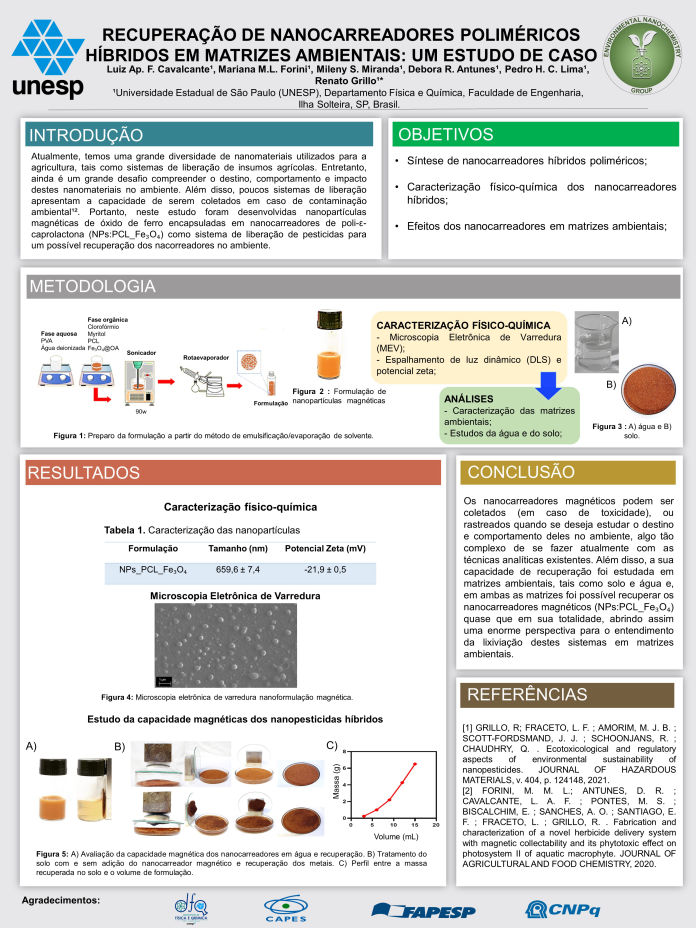 unesp
RECUPERAÇÃO DE NANOCARREADORES POLIMÉRICOS
HÍBRIDOS EM MATRIZES AMBIENTAIS: UM ESTUDO DE CASO
Luiz Ap. F. Cavalcante¹, Mariana M.L. Forini¹, Mileny S. Miranda¹, Debora R. Antunes¹, Pedro H. C. Lima¹,
Renato Grillo¹*
¹Universidade Estadual de São Paulo (UNESP), Departamento Física e Química, Faculdade de Engenharia,
Ilha Solteira, SP, Brasil.
ENVIRONMENTAL NANOCHEMISTRY
GROUP
INTRODUÇÃO
Atualmente, temos uma grande diversidade de nanomateriais utilizados para a
agricultura, tais como sistemas de liberação de insumos agrícolas. Entretanto,
ainda é um grande desafio compreender o destino, comportamento e impacto
destes nanomateriais no ambiente. Além disso, poucos sistemas de liberação
apresentam a capacidade de serem coletados em caso de contaminação
ambiental¹². Portanto, neste estudo foram desenvolvidas nanopartículas
magnéticas de óxido de ferro encapsuladas em nanocarreadores de poli-ε-
caprolactona (NPs:PCL_Fe₃O₄) como sistema de liberação de pesticidas para
um possível recuperação dos nacorreadores no ambiente.
OBJETIVOS
• Síntese de nanocarreadores híbridos poliméricos;
• Caracterização físico-química dos nanocarreadores
híbridos;
• Efeitos dos nanocarreadores em matrizes ambientais;
METODOLOGIA
Fase aquosa
PVA
Água deionizada
Fase orgânica
Clorofórmio
Myritol
PCL
Fe₃O₄@OA
Sonicador
90w
Rotaevaporador
Formulação
Figura 2 : Formulação de
nanopartículas magnéticas
Figura 1: Preparo da formulação a partir do método de emulsificação/evaporação de solvente.
CARACTERIZAÇÃO FÍSICO-QUÍMICA
- Microscopia Eletrônica de Varredura
(MEV);
- Espalhamento de luz dinâmico (DLS) e
potencial zeta;
ANÁLISES
- Caracterização das matrizes
ambientais;
- Estudos da água e do solo;
A)
B)
Figura 3 : A) água e B)
solo.
RESULTADOS
Caracterização físico-química
Tabela 1. Caracterização das nanopartículas
Formulação Tamanho (nm) Potencial Zeta (mV)
NPs_PCL_Fe₃O₄ 659,6 ± 7,4 -21,9 ± 0,5
Microscopia Eletrônica de Varredura
Figura 4: Microscopia eletrônica de varredura nanoformulação magnética.
Estudo da capacidade magnéticas dos nanopesticidas híbridos
A)
B)
C)
Massa (g)
8
6
4
2
0
0 5 10 15 20
Volume (mL)
Figura 5: A) Avaliação da capacidade magnética dos nanocarreadores em água e recuperação. B) Tratamento do
solo com e sem adição do nanocarreador magnético e recuperação dos metais. C) Perfil entre a massa
recuperada no solo e o volume de formulação.
CONCLUSÃO
Os nanocarreadores magnéticos podem ser
coletados (em caso de toxicidade), ou
rastreados quando se deseja estudar o destino
e comportamento deles no ambiente, algo tão
complexo de se fazer atualmente com as
técnicas analíticas existentes. Além disso, a sua
capacidade de recuperação foi estudada em
matrizes ambientais, tais como solo e água e,
em ambas as matrizes foi possível recuperar os
nanocarreadores magnéticos (NPs:PCL_Fe₃O₄)
quase que em sua totalidade, abrindo assim
uma enorme perspectiva para o entendimento
da lixiviação destes sistemas em matrizes
ambientais.
REFERÊNCIAS
[1] GRILLO, R; FRACETO, L. F. ; AMORIM, M. J. B. ;
SCOTT-FORDSMAND, J. J. ; SCHOONJANS, R. ;
CHAUDHRY, Q. . Ecotoxicological and regulatory
aspects of environmental sustainability of
nanopesticides. JOURNAL OF HAZARDOUS
MATERIALS, v. 404, p. 124148, 2021.
[2] FORINI, M. M. L.; ANTUNES, D. R. ;
CAVALCANTE, L. A. F. ; PONTES, M. S. ;
BISCALCHIM, E. ; SANCHES, A. O. ; SANTIAGO, E.
F. ; FRACETO, L. ; GRILLO, R. . Fabrication and
characterization of a novel herbicide delivery system
with magnetic collectability and its phytotoxic effect on
photosystem II of aquatic macrophyte. JOURNAL OF
AGRICULTURAL AND FOOD CHEMISTRY, 2020.
Agradecimentos:
dfq
FÍSICA E QUÍMICA
CAPES
FAPESP
CNPq